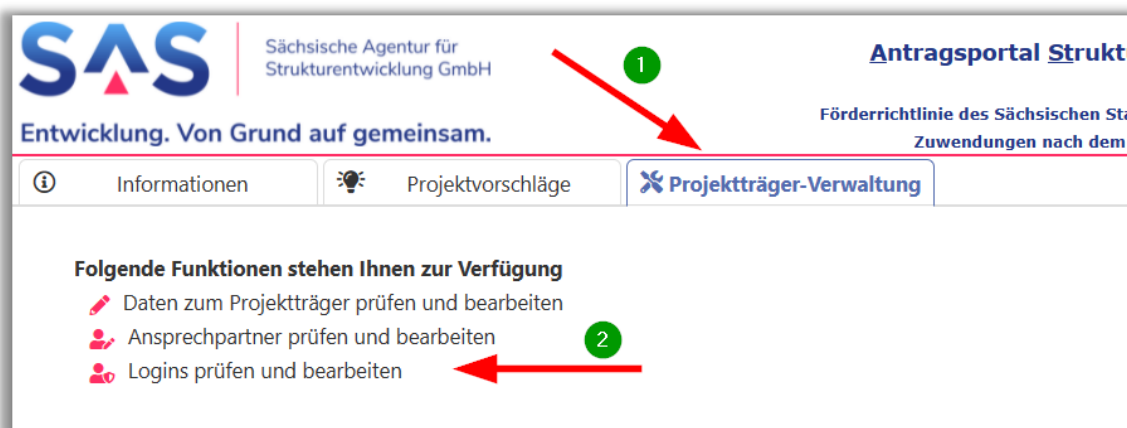 SAS
Sächsische Agentur für
Strukturentwicklung GmbH
Entwicklung. Von Grund auf gemeinsam.
1
Antragsportal
Förderrichtlinie des Sächsischen
Zuwendungen nach dem
Informationen
Projektvorschläge
Projektträger-Verwaltung
Folgende Funktionen stehen Ihnen zur Verfügung
Daten zum Projektträger prüfen und bearbeiten
Ansprechpartner prüfen und bearbeiten
2
Logins prüfen und bearbeiten